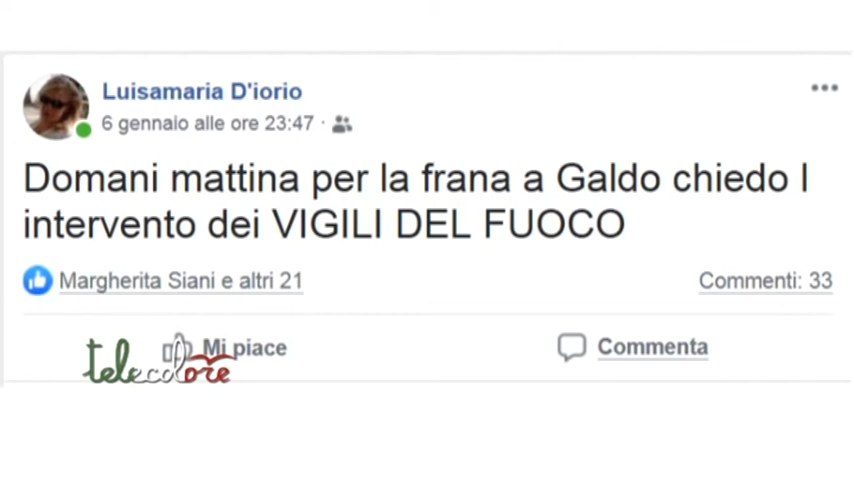 Luisamaria D'iorio
6 gennaio alle ore 23:47 ·
Domani mattina per la frana a Galdo chiedo l
intervento dei VIGILI DEL FUOCO
Margherita Siani e altri 21
Commenti: 33
Mi piace
Commenta
telecolore